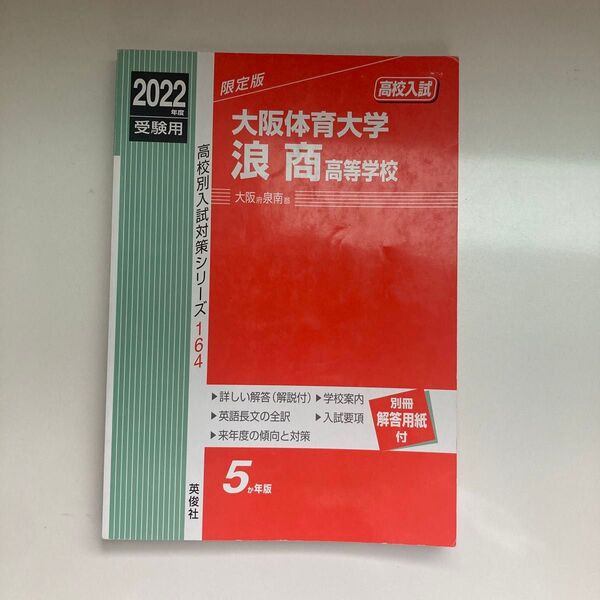 2022
年度
受験用
限定版
高校入試
大阪体育大学
浪商高等学校
大阪府泉南郡
高校別入試対策シリーズ164
▶詳しい解答(解説付)
▶学校案内
▶英語長文の全訳
▶入試要項
▶来年度の傾向と対策
別冊
解答用紙
付
5か年版
英俊社